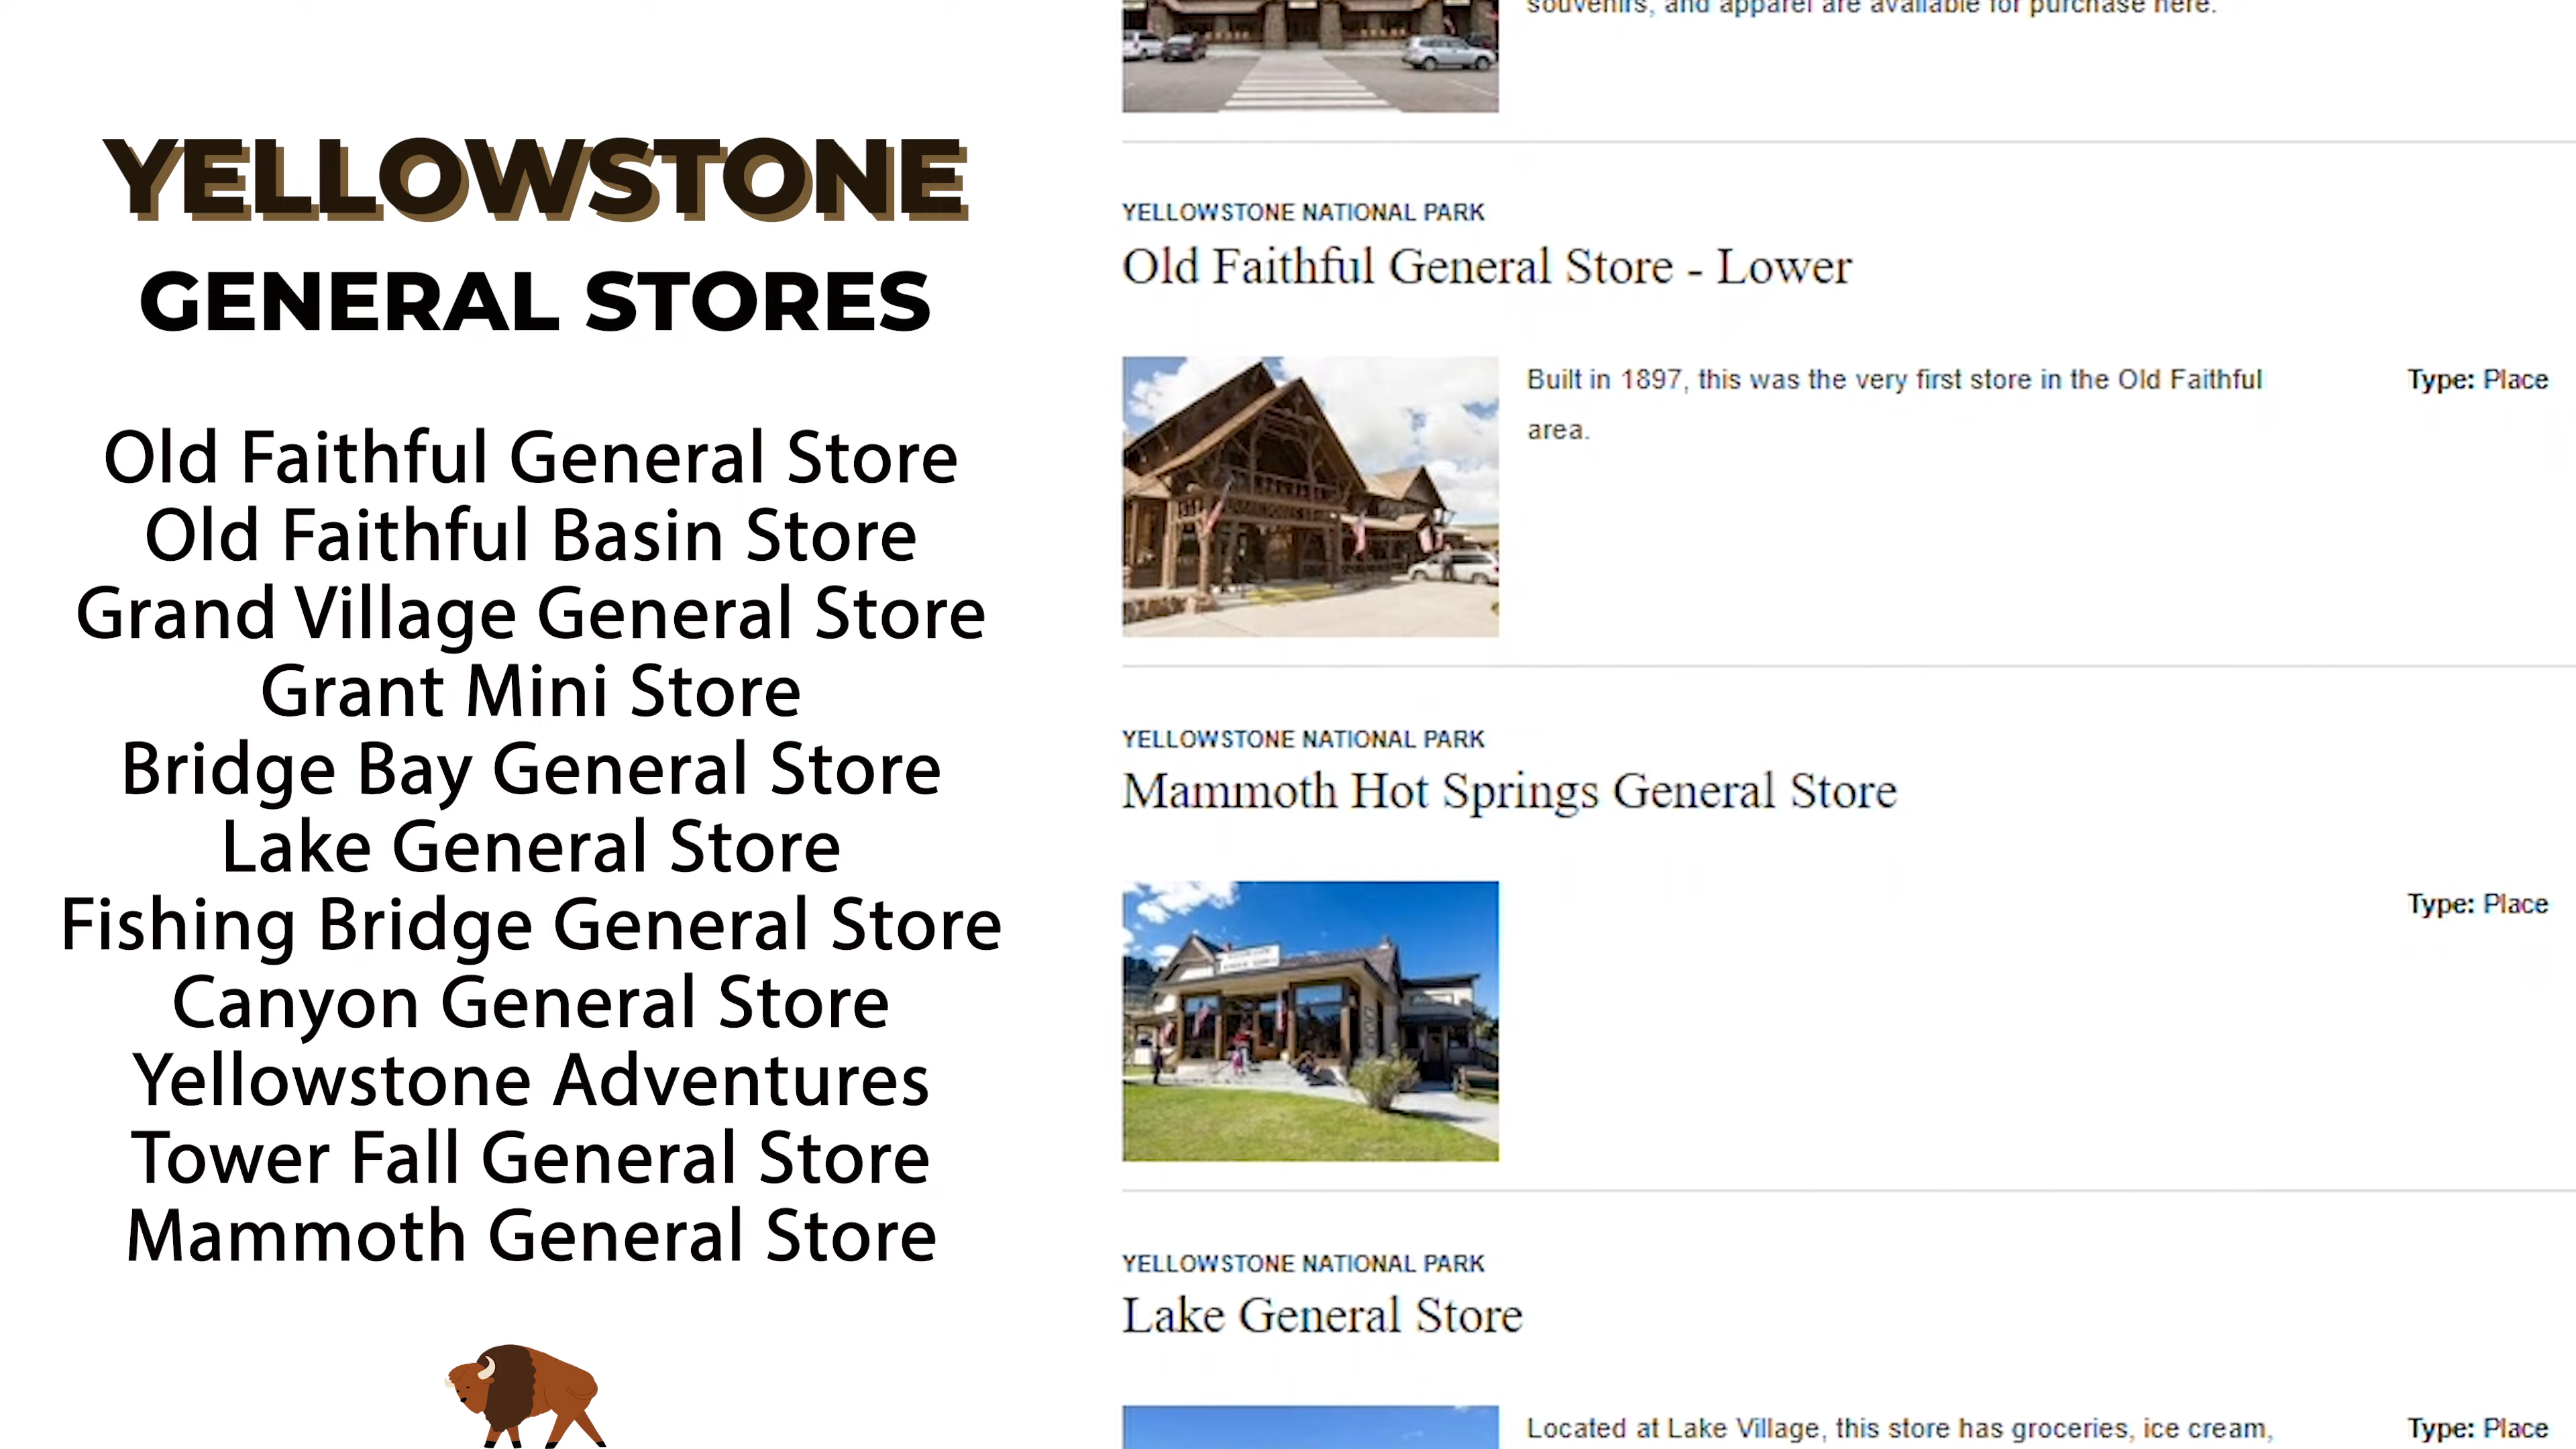 YELLOWSTONE
GENERAL STORES
Old Faithful General Store
Old Faithful Basin Store
Grand Village General Store
Grant Mini Store
Bridge Bay General Store
Lake General Store
Fishing Bridge General Store
Canyon General Store
Yellowstone Adventures
Tower Fall General Store
Mammoth General Store
souvenirs, and apparel are available for purchase here.
YELLOWSTONE NATIONAL PARK
Old Faithful General Store - Lower
Built in 1897, this was the very first store in the Old Faithful
area.
Type: Place
YELLOWSTONE NATIONAL PARK
Mammoth Hot Springs General Store
Type: Place
YELLOWSTONE NATIONAL PARK
Lake General Store
Located at Lake Village, this store has groceries, ice cream,
Type: Place